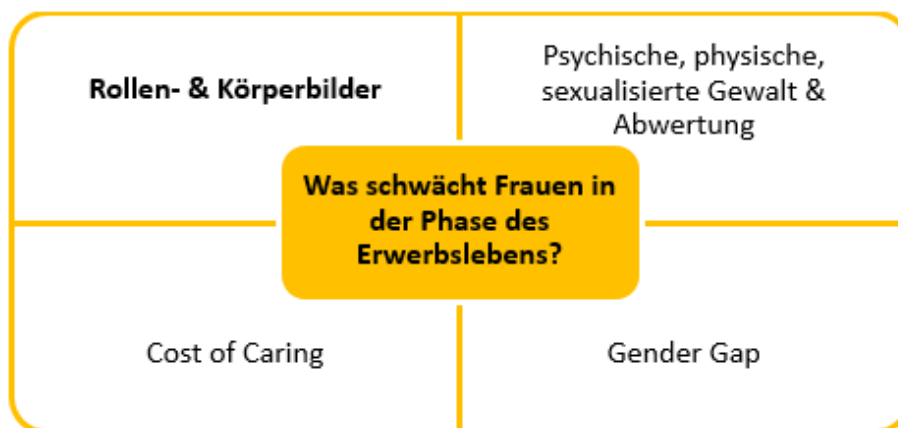 Rollen- & Körperbilder
Psychische, physische,
sexualisierte Gewalt &
Abwertung
Was schwächt Frauen in
der Phase des
Erwerbslebens?
Cost of Caring
Gender Gap